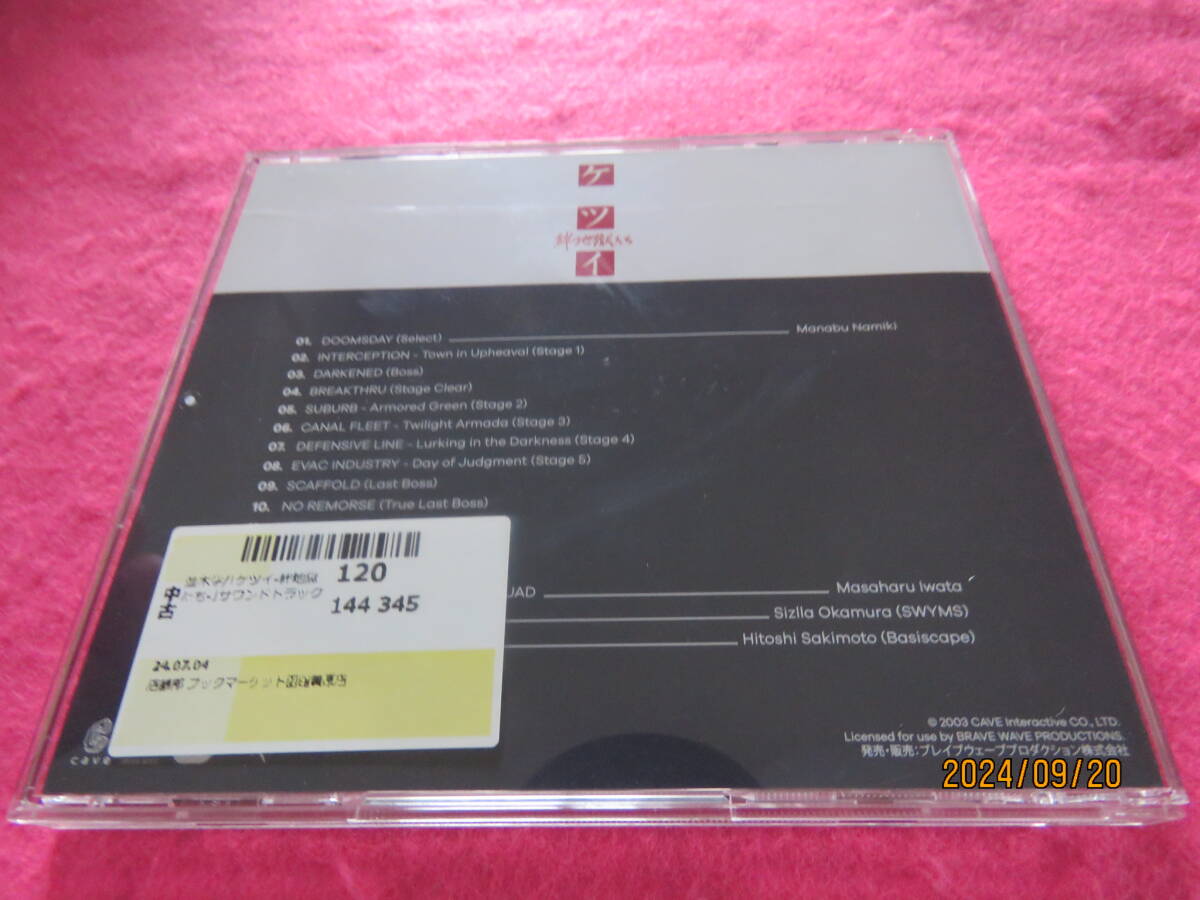 ケ
ツ
イ
絆地獄たち
01. DOOMSDAY (Select) Manabu Namiki
02. INTERCEPTION - Town in Upheaval (Stage 1)
03. DARKENED (Boss)
04. BREAKTHRU (Stage Clear)
05. SUBURB - Armored Green (Stage 2)
06. CANAL FLEET - Twilight Armada (Stage 3)
07. DEFENSIVE LINE - Lurking in the Darkness (Stage 4)
08. EVAC INDUSTRY - Day of Judgment (Stage 5)
09. SCAFFOLD (Last Boss)
10. NO REMORSE (True Last Boss)
UAD Masaharu Iwata
Sizlla Okamura (SWYMS)
Hitoshi Sakimoto (Basiscape)
120
144 345
24.07.04
cave
© 2003 CAVE Interactive CO., LTD.
Licensed for use by BRAVE WAVE PRODUCTIONS.
発売・販売：ブレイブウェーブプロダクション株式会社
2024/09/20